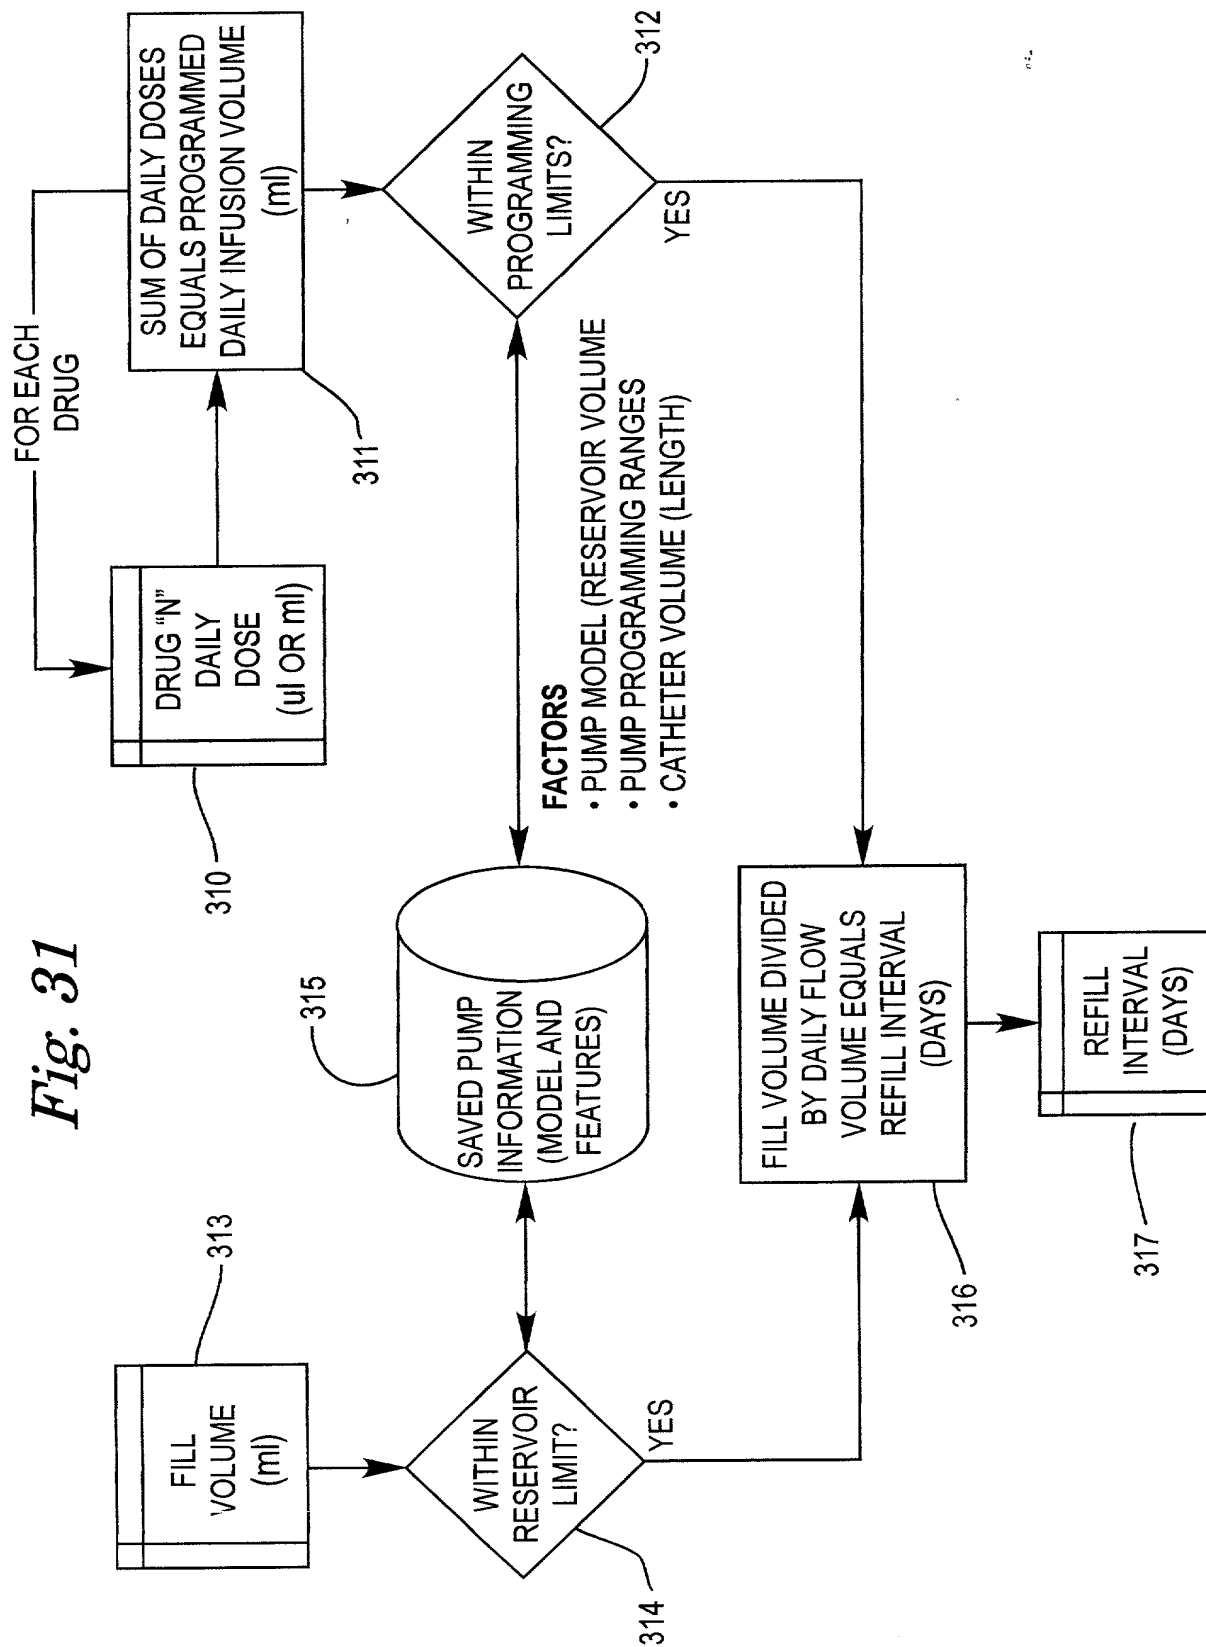 Fig. 31
FILL
VOLUME
(ml)
313
WITHIN
RESERVOIR
LIMIT?
314
YES
SAVED PUMP
INFORMATION
(MODEL AND
FEATURES)
315
DRUG "N"
DAILY
DOSE
(ul OR ml)
310
FOR EACH
DRUG
SUM OF DAILY DOSES
EQUALS PROGRAMMED
DAILY INFUSION VOLUME
(ml)
311
WITHIN
PROGRAMMING
LIMITS?
312
YES
FACTORS
• PUMP MODEL (RESERVOIR VOLUME
• PUMP PROGRAMMING RANGES
• CATHETER VOLUME (LENGTH)
FILL VOLUME DIVIDED
BY DAILY FLOW
VOLUME EQUALS
REFILL INTERVAL
(DAYS)
316
REFILL
INTERVAL
(DAYS)
317